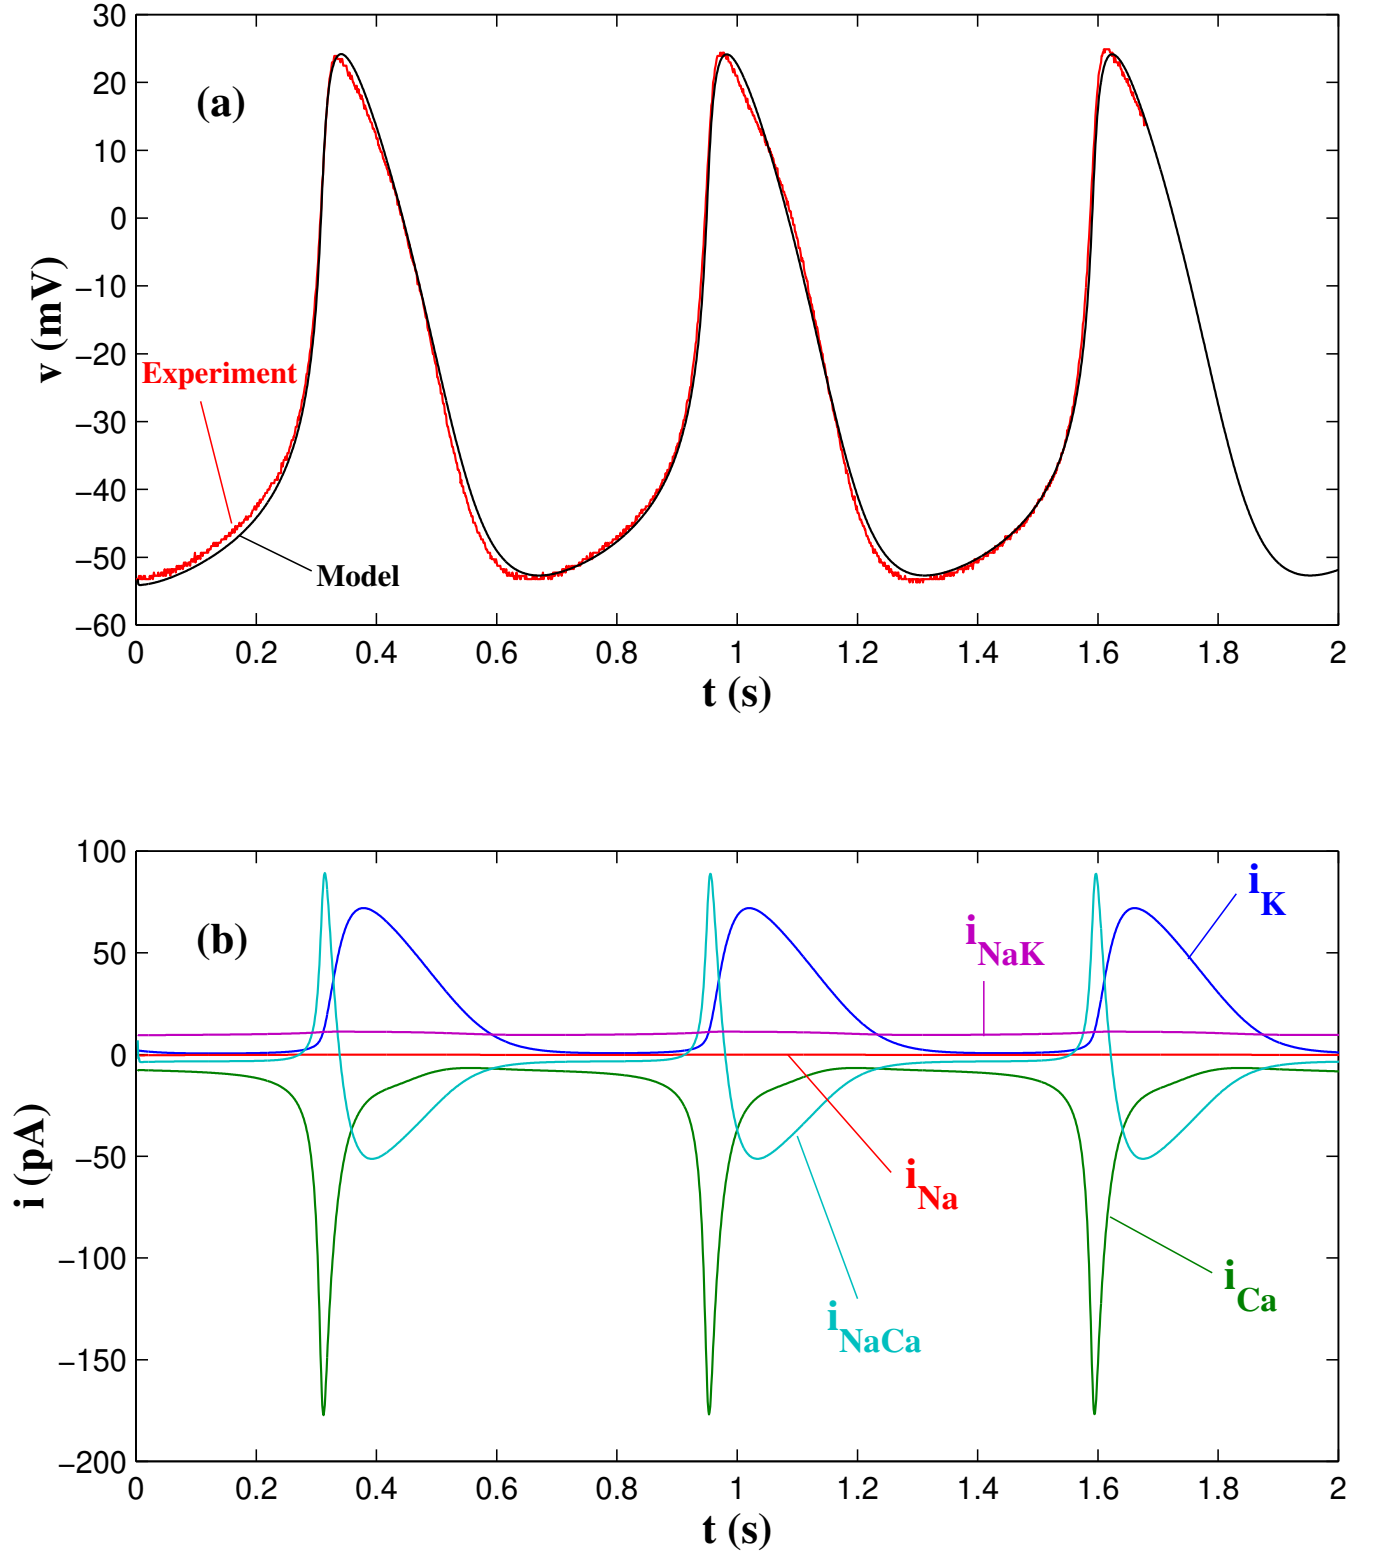 30
20
(a)
10
0
−10
−20
−30
−40
−50
−60
v (mV)
Experiment
Model
0 0.2 0.4 0.6 0.8 1 1.2 1.4 1.6 1.8 2
t (s)
100
50
0
−50
−100
−150
−200
i (pA)
(b)
iK
iNaK
iNa
iCa
iNaCa
0 0.2 0.4 0.6 0.8 1 1.2 1.4 1.6 1.8 2
t (s)